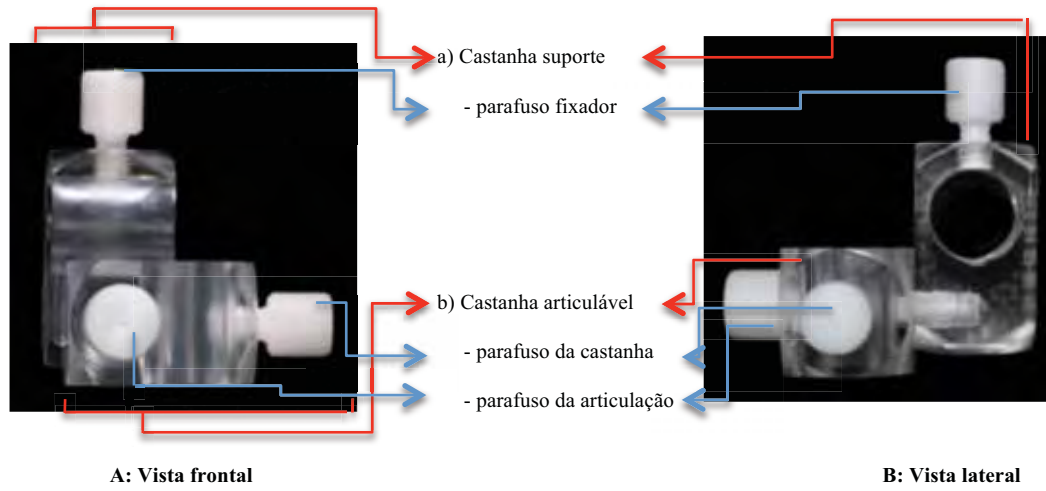 a) Castanha suporte
- parafuso fixador
b) Castanha articulável
- parafuso da castanha
- parafuso da articulação
A: Vista frontal
B: Vista lateral